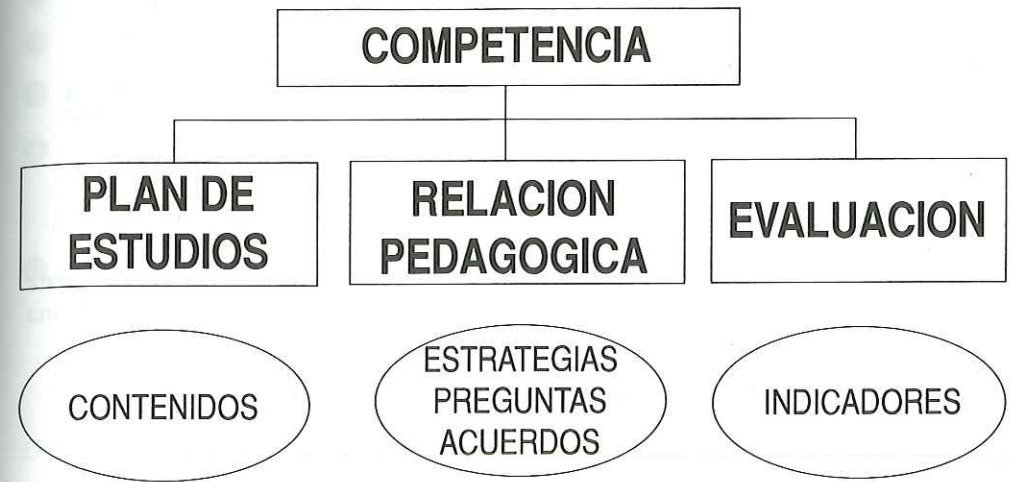 COMPETENCIA
PLAN DE
ESTUDIOS
RELACION
PEDAGOGICA
EVALUACION
CONTENIDOS
ESTRATEGIAS
PREGUNTAS
ACUERDOS
INDICADORES